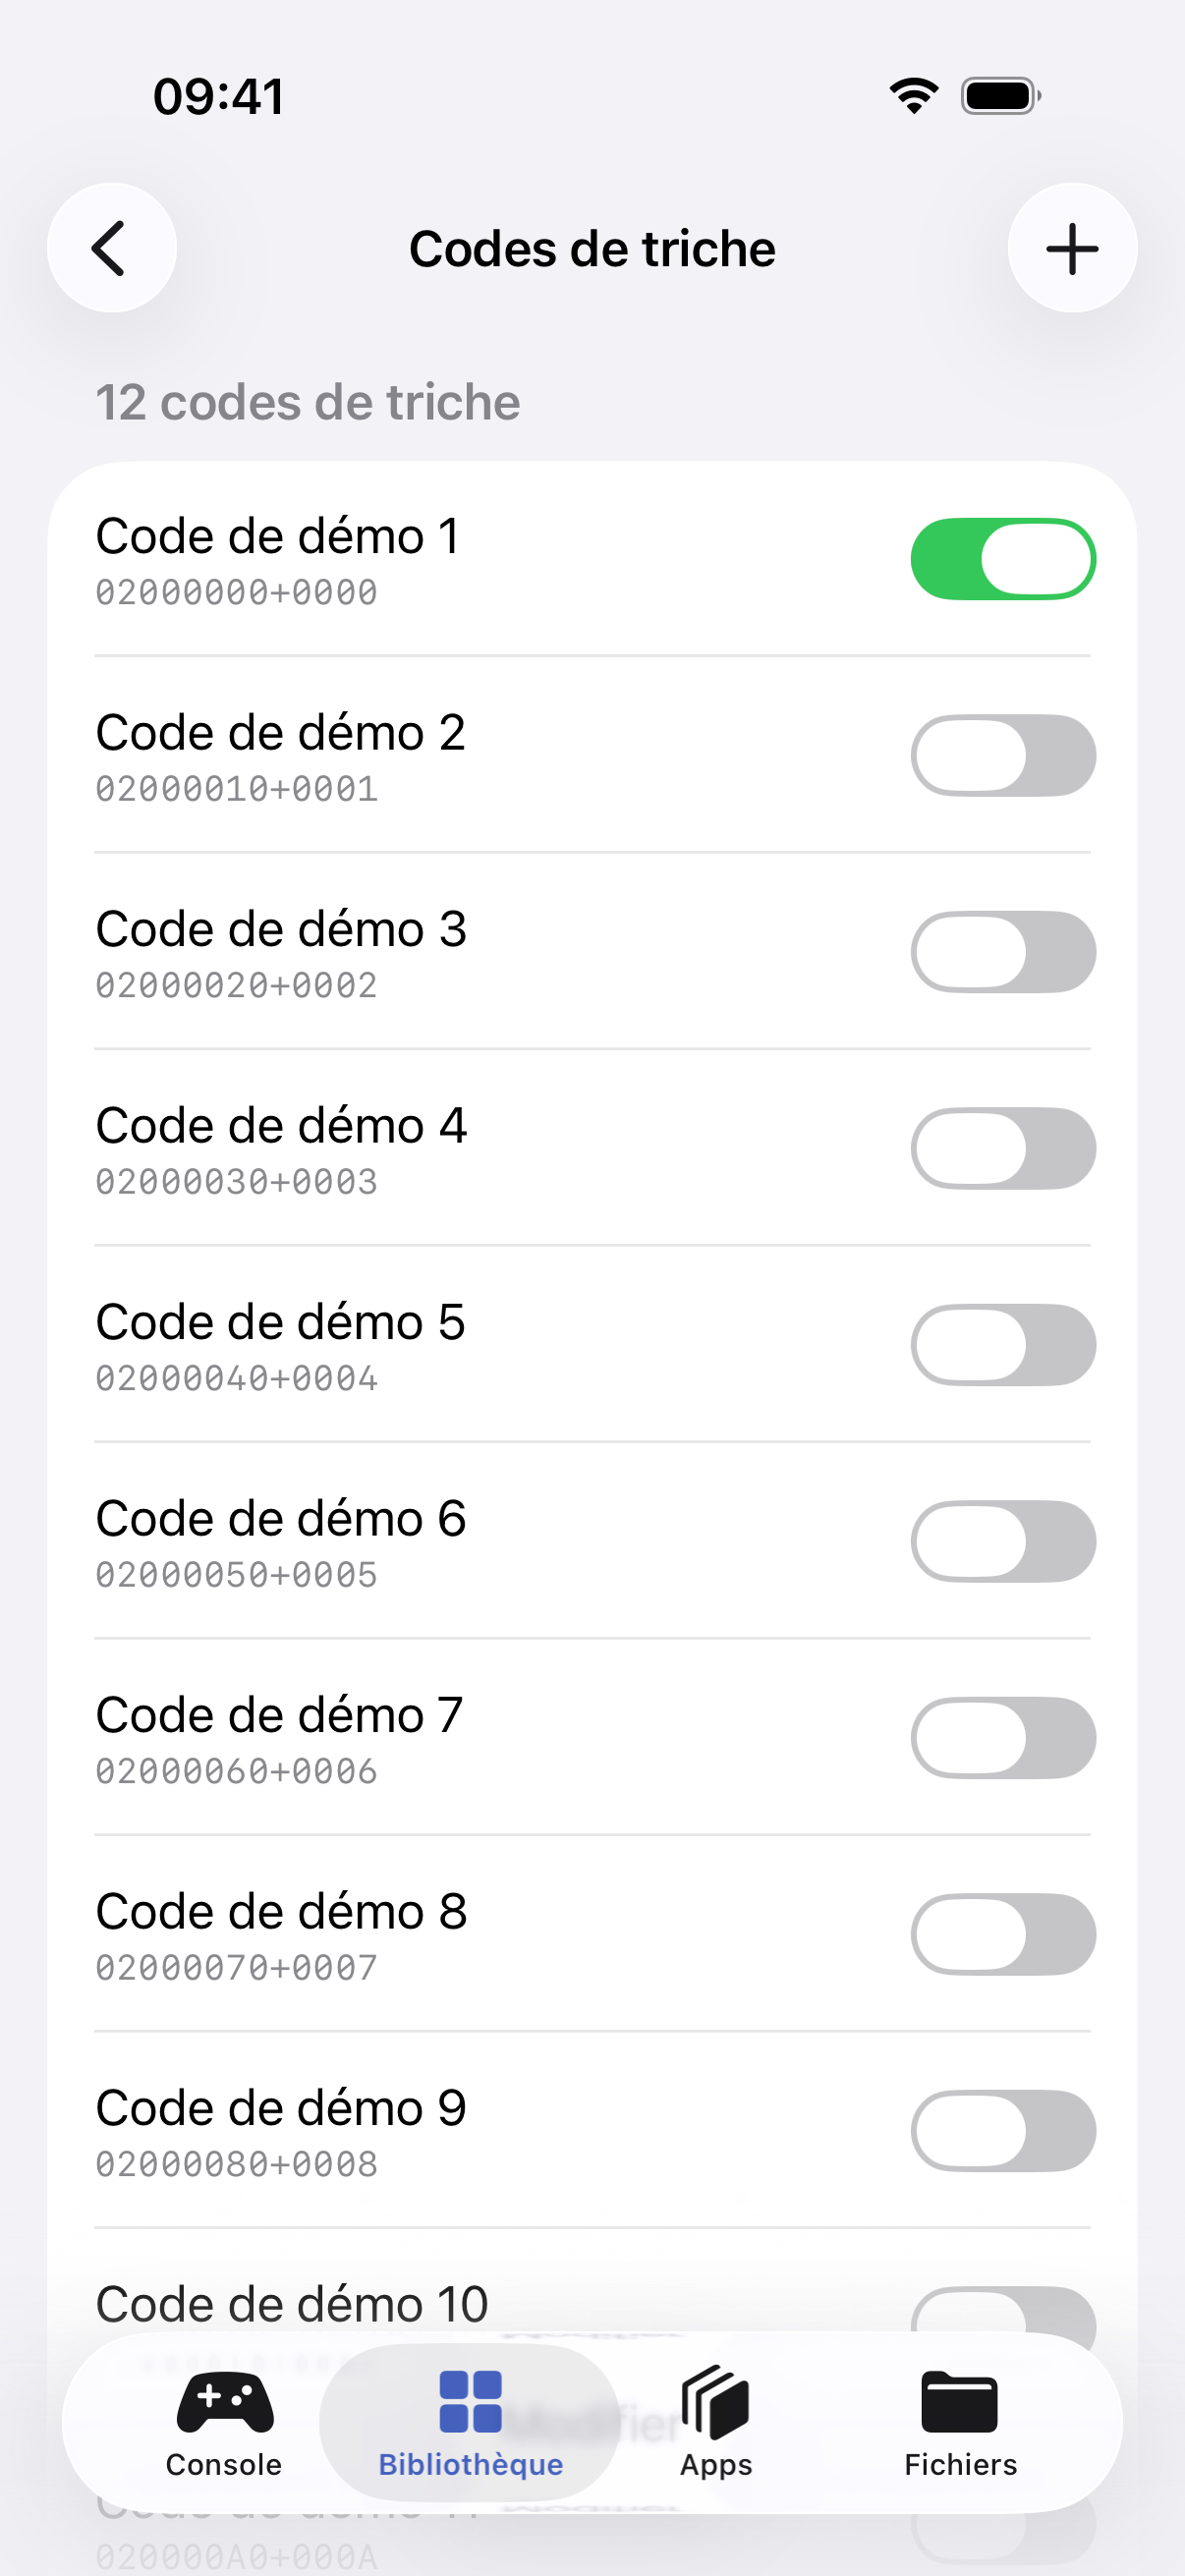 09:41
Codes de triche
12 codes de triche
Code de démo 1
02000000+0000
Code de démo 2
02000010+0001
Code de démo 3
02000020+0002
Code de démo 4
02000030+0003
Code de démo 5
02000040+0004
Code de démo 6
02000050+0005
Code de démo 7
02000060+0006
Code de démo 8
02000070+0007
Code de démo 9
02000080+0008
Code de démo 10
Modifier
Console
Bibliothèque
Apps
Fichiers
020000A0+000A